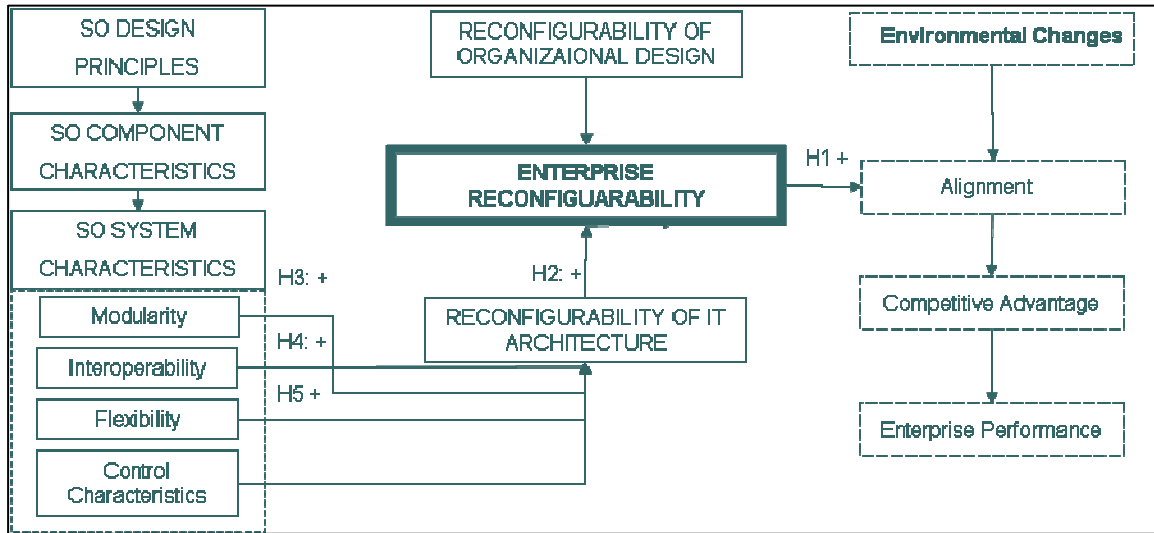 SO DESIGN
PRINCIPLES
SO COMPONENT
CHARACTERISTICS
SO SYSTEM
CHARACTERISTICS
Modularity
Interoperability
Flexibility
Control
Characteristics
H3: +
H4: +
H5 +
RECONFIGURABILITY OF
ORGANIZAIONAL DESIGN
ENTERPRISE
RECONFIGUARABILITY
H2: +
RECONFIGURABILITY OF IT
ARCHITECTURE
H1 +
Environmental Changes
Alignment
Competitive Advantage
Enterprise Performance